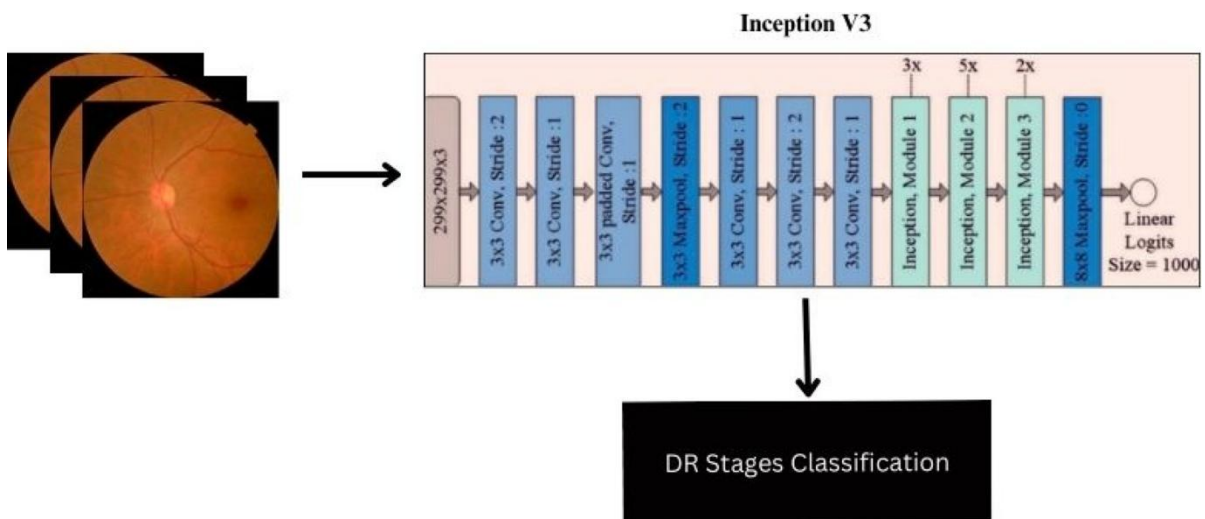 Inception V3
3x
5x
2x
299x299x3
3x3 Conv, Stride :2
3x3 Conv, Stride :1
3x3 padded Conv,
Stride :1
3x3 Maxpool, Stride :2
3x3 Conv, Stride : 1
3x3 Conv, Stride : 2
3x3 Conv, Stride : 1
Inception, Module 1
Inception, Module 2
Inception, Module 3
8x8 Maxpool, Stride :0
Linear
Logits
Size = 1000
DR Stages Classification